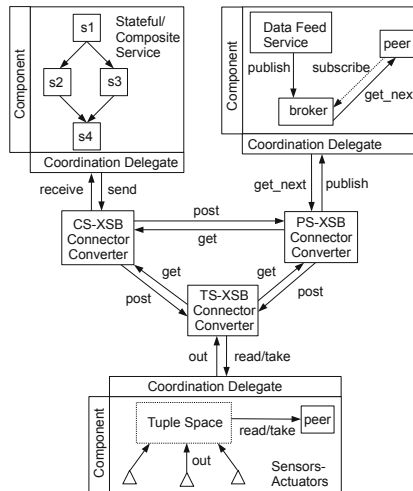 s1
Stateful/
Composite
Service
s2
s3
s4
Component
Coordination Delegate
Data Feed
Service
peer
publish
subscribe
broker
get_next
Component
Coordination Delegate
receive
send
get_next
publish
CS-XSB
Connector
Converter
post
get
PS-XSB
Connector
Converter
get
get
post
post
TS-XSB
Connector
Converter
out
read/take
Coordination Delegate
Component
Tuple Space
peer
read/take
out
Sensors-
Actuators